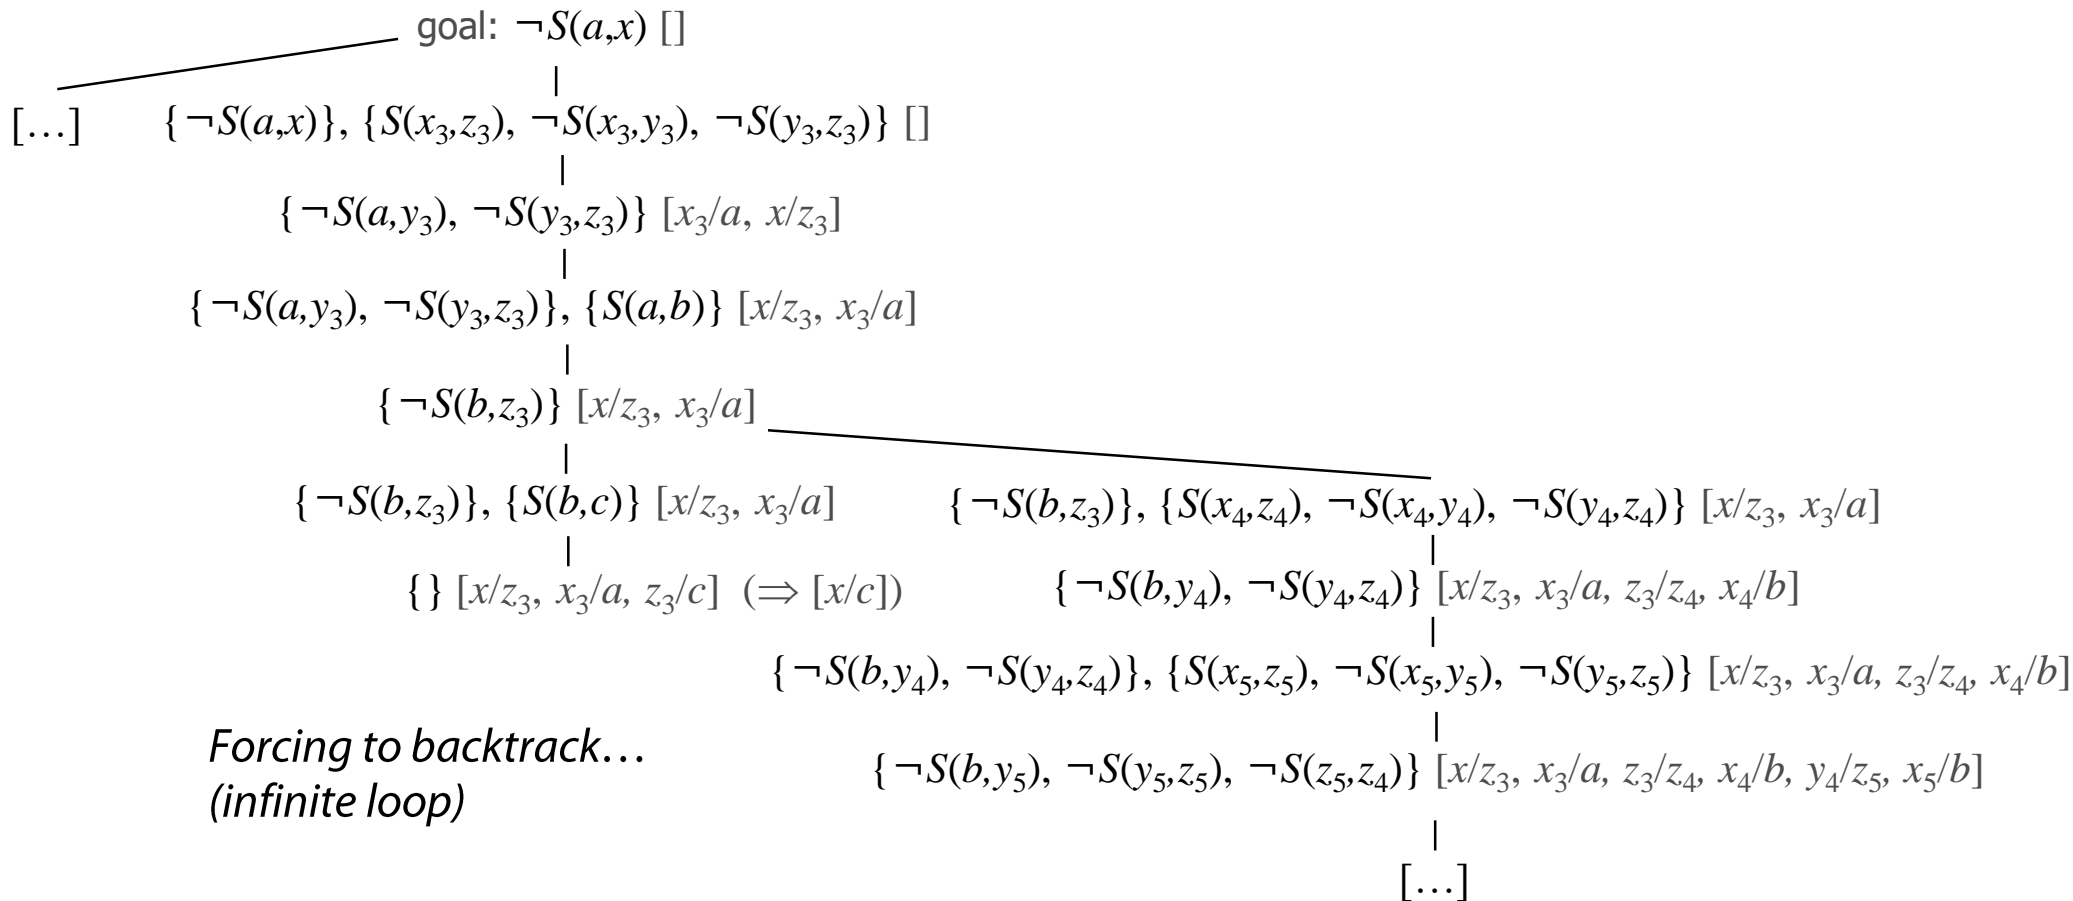 goal: ¬S(a,x) []
[…] {¬S(a,x)}, {S(x₃,z₃), ¬S(x₃,y₃), ¬S(y₃,z₃)} []
{¬S(a,y₃), ¬S(y₃,z₃)} [x₃/a, x/z₃]
{¬S(a,y₃), ¬S(y₃,z₃)}, {S(a,b)} [x/z₃, x₃/a]
{¬S(b,z₃)} [x/z₃, x₃/a]
{¬S(b,z₃)}, {S(b,c)} [x/z₃, x₃/a]
{} [x/z₃, x₃/a, z₃/c] (⇒ [x/c])
{¬S(b,z₃)}, {S(x₄,z₄), ¬S(x₄,y₄), ¬S(y₄,z₄)} [x/z₃, x₃/a]
{¬S(b,y₄), ¬S(y₄,z₄)} [x/z₃, x₃/a, z₃/z₄, x₄/b]
{¬S(b,y₄), ¬S(y₄,z₄)}, {S(x₅,z₅), ¬S(x₅,y₅), ¬S(y₅,z₅)} [x/z₃, x₃/a, z₃/z₄, x₄/b]
{¬S(b,y₅), ¬S(y₅,z₅), ¬S(z₅,z₄)} [x/z₃, x₃/a, z₃/z₄, x₄/b, y₄/z₅, x₅/b]
[…]
Forcing to backtrack…
(infinite loop)